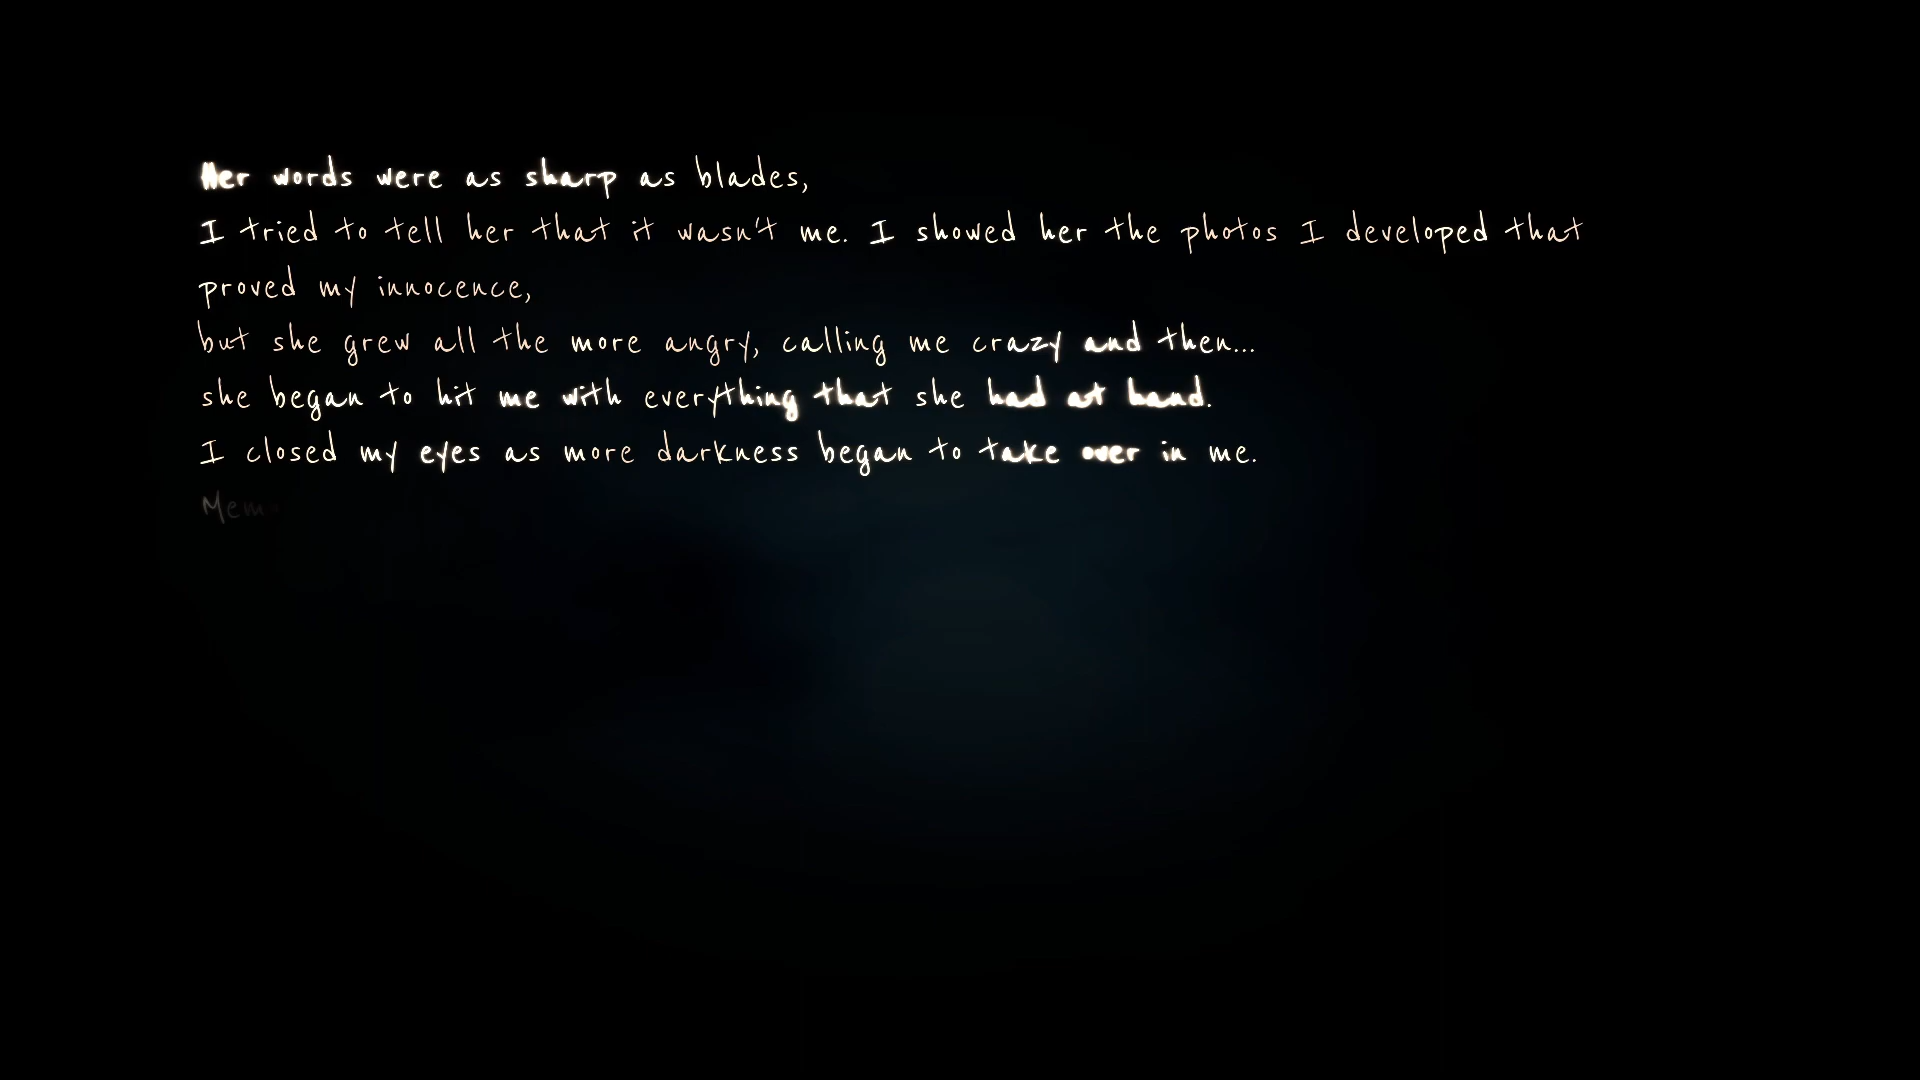 Her words were as sharp as blades,
I tried to tell her that it wasn't me. I showed her the photos I developed that
proved my innocence,
but she grew all the more angry, calling me crazy and then...
she began to hit me with everything that she had at hand.
I closed my eyes as more darkness began to take over in me.